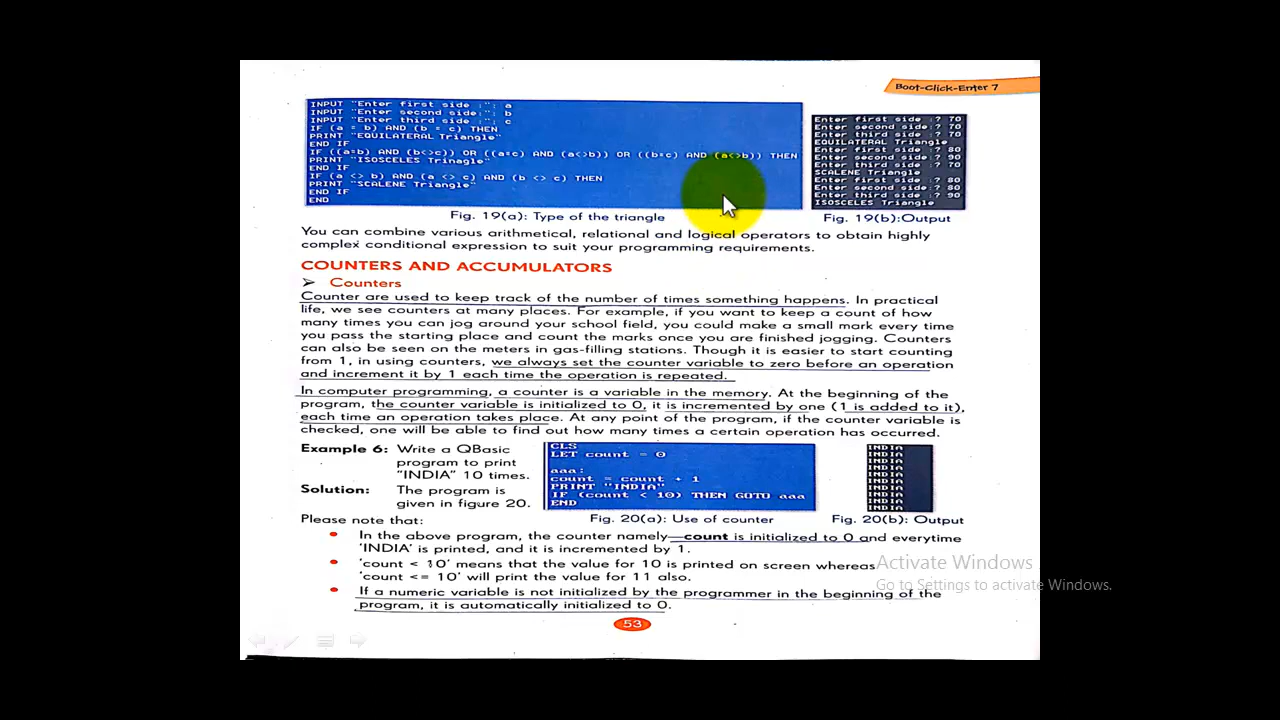 Boot-Click-Enter 7
INPUT "Enter first side :": a
INPUT "Enter second side:": b
INPUT "Enter third side :": c
IF (a = b) AND (b = c) THEN
PRINT "EQUILATERAL Triangle"
END IF
IF ((a=b) AND (b<>c)) OR ((a=c) AND (a<>b)) OR ((b=c) AND (a<>b)) THEN
PRINT "ISOSCELES Trinagle"
END IF
IF (a <> b) AND (a <> c) AND (b <> c) THEN
PRINT "SCALENE Triangle"
END IF
END
Enter first side :? 70
Enter second side :? 70
Enter third side :? 70
EQUILATERAL Triangle
Enter first side :? 80
Enter second side :? 90
Enter third side :? 70
SCALENE Triangle
Enter first side :? 80
Enter second side :? 80
Enter third side :? 90
ISOSCELES Triangle
Fig. 19(a): Type of the triangle
Fig. 19(b):Output
You can combine various arithmetical, relational and logical operators to obtain highly
complex conditional expression to suit your programming requirements.
COUNTERS AND ACCUMULATORS
➢ Counters
Counter are used to keep track of the number of times something happens. In practical
life, we see counters at many places. For example, if you want to keep a count of how
many times you can jog around your school field, you could make a small mark every time
you pass the starting place and count the marks once you are finished jogging. Counters
can also be seen on the meters in gas-filling stations. Though it is easier to start counting
from 1, in using counters, we always set the counter variable to zero before an operation
and increment it by 1 each time the operation is repeated.
In computer programming, a counter is a variable in the memory. At the beginning of the
program, the counter variable is initialized to 0, it is incremented by one (1 is added to it),
each time an operation takes place. At any point of the program, if the counter variable is
checked, one will be able to find out how many times a certain operation has occurred.
Example 6: Write a QBasic
program to print
"INDIA" 10 times.
Solution: The program is
given in figure 20.
CLS
LET count = 0
aaa:
count = count + 1
PRINT "INDIA"
IF (count < 10) THEN GOTO aaa
END
INDIA
INDIA
INDIA
INDIA
INDIA
INDIA
INDIA
INDIA
INDIA
INDIA
Fig. 20(a): Use of counter
Fig. 20(b): Output
Please note that:
• In the above program, the counter namely count is initialized to 0 and everytime
'INDIA' is printed, and it is incremented by 1.
• 'count < 10' means that the value for 10 is printed on screen whereas
'count <= 10' will print the value for 11 also.
• If a numeric variable is not initialized by the programmer in the beginning of the
program, it is automatically initialized to 0.
53
Activate Windows
Go to Settings to activate Windows.